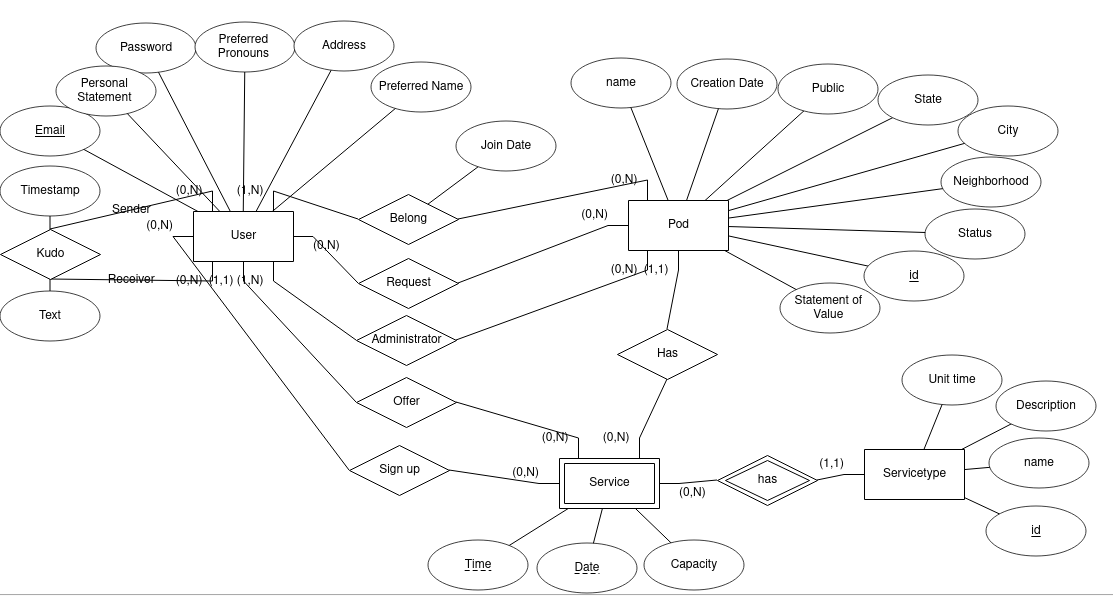 Preferred
Pronouns
Address
Password
name
Creation Date
Preferred Name
Public
Personal
Statement
State
Email
City
Join Date
Timestamp
(0,N)
(1,N)
(0,N)
Neighborhood
Sender
Belong
(0,N)
(0,N)
User
Pod
Status
(0,N)
Kudo
Receiver
(0,N)
(1,1)
(1,N)
Request
(0,N)
(1,1)
id
Text
Administrator
Statement of
Value
Has
Unit time
Offer
Description
(0,N)
(0,N)
Sign up
(0,N)
Service
(0,N)
has
(1,1)
Servicetype
name
id
Time
Date
Capacity